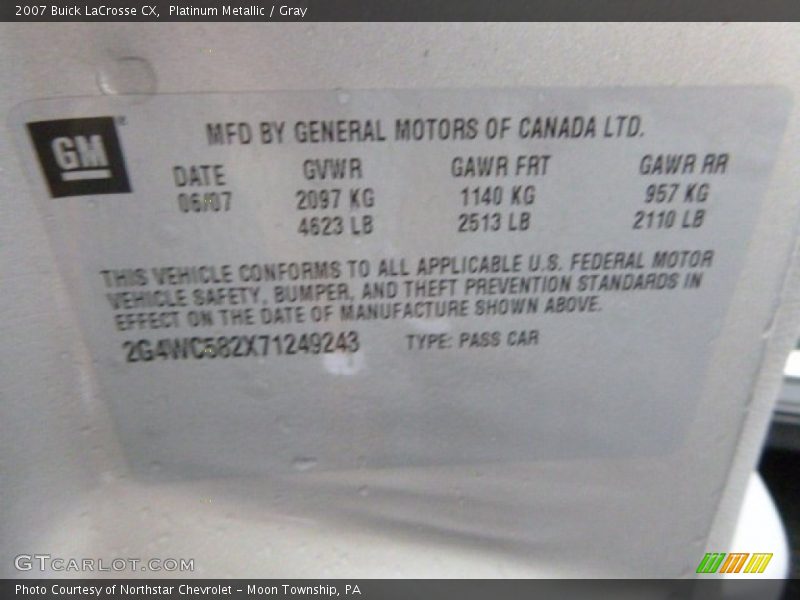 2007 Buick LaCrosse CX, Platinum Metallic / Gray
GM
MFD BY GENERAL MOTORS OF CANADA LTD.
DATE GVWR GAWR FRT GAWR RR
06/07 2097 KG 1140 KG 957 KG
4623 LB 2513 LB 2110 LB
THIS VEHICLE CONFORMS TO ALL APPLICABLE U.S. FEDERAL MOTOR
VEHICLE SAFETY, BUMPER, AND THEFT PREVENTION STANDARDS IN
EFFECT ON THE DATE OF MANUFACTURE SHOWN ABOVE.
2G4WC582X71249243 TYPE: PASS CAR
GTCARLOT.COM
Photo Courtesy of Northstar Chevrolet - Moon Township, PA